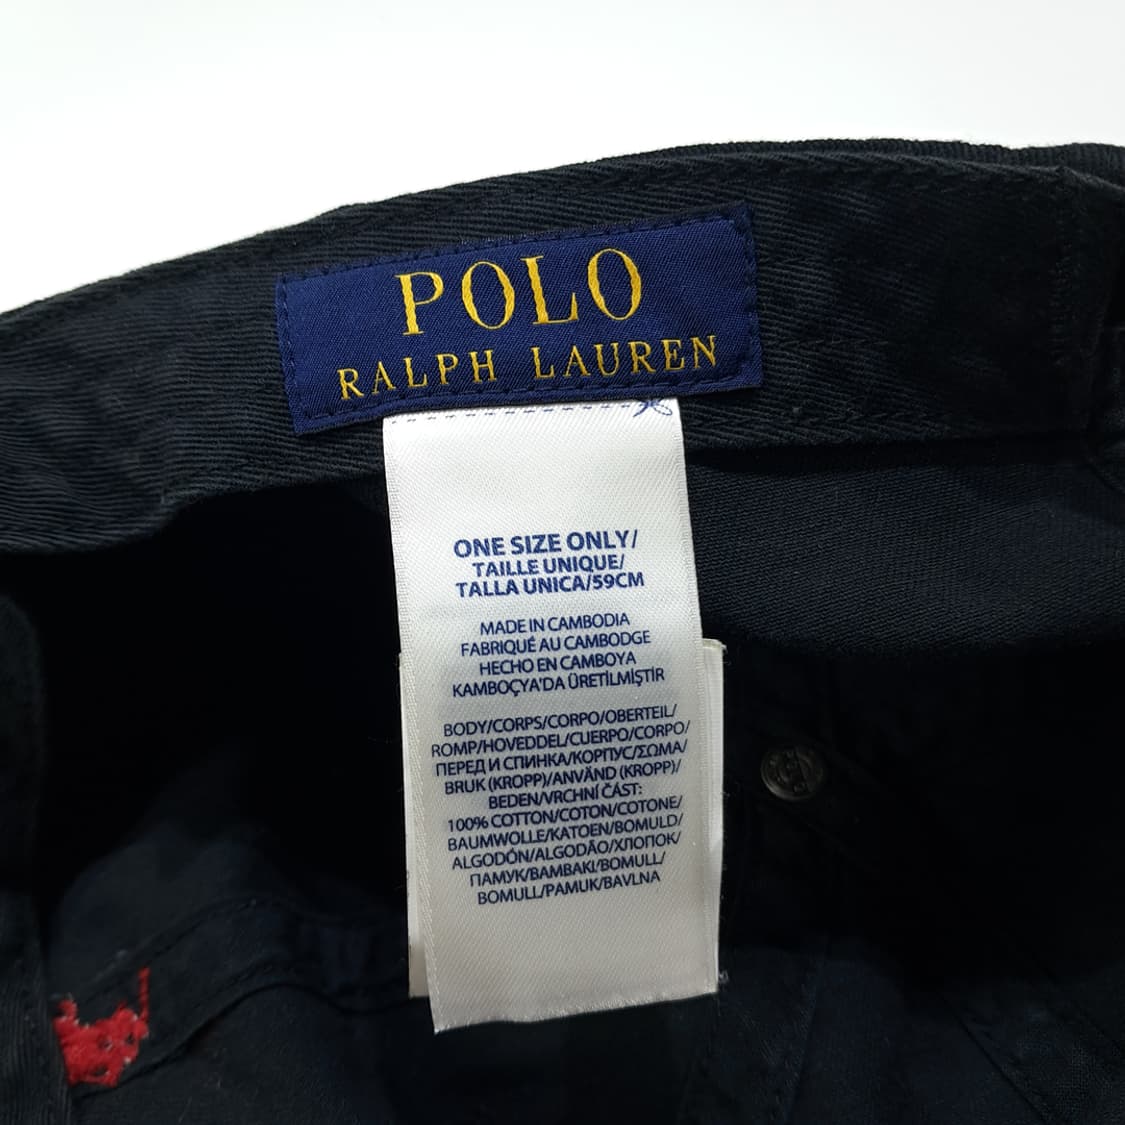 POLO
RALPH LAUREN
ONE SIZE ONLY/
TAILLE UNIQUE/
TALLA UNICA/59CM
MADE IN CAMBODIA
FABRIQUÉ AU CAMBODGE
HECHO EN CAMBOYA
KAMBOÇYA'DA ÜRETİLMİŞTİR
BODY/CORPS/CORPO/OBERTEIL/
ROMP/HOVEDDEL/CUERPO/CORPO/
ПЕРЕД И СПИНКА/КОРПУС/ΣΩΜΑ/
BRUK (KROPP)/ANVÄND (KROPP)/
BEDEN/VRCHNÍ ČÁST:
100% COTTON/COTON/COTONE/
BAUMWOLLE/KATOEN/BOMULD/
ALGODÓN/ALGODÃO/ХЛОПОК/
ПАМУК/ΒΑΜΒΑΚΙ/BOMULL/
BOMULL/PAMUK/BAVLNA